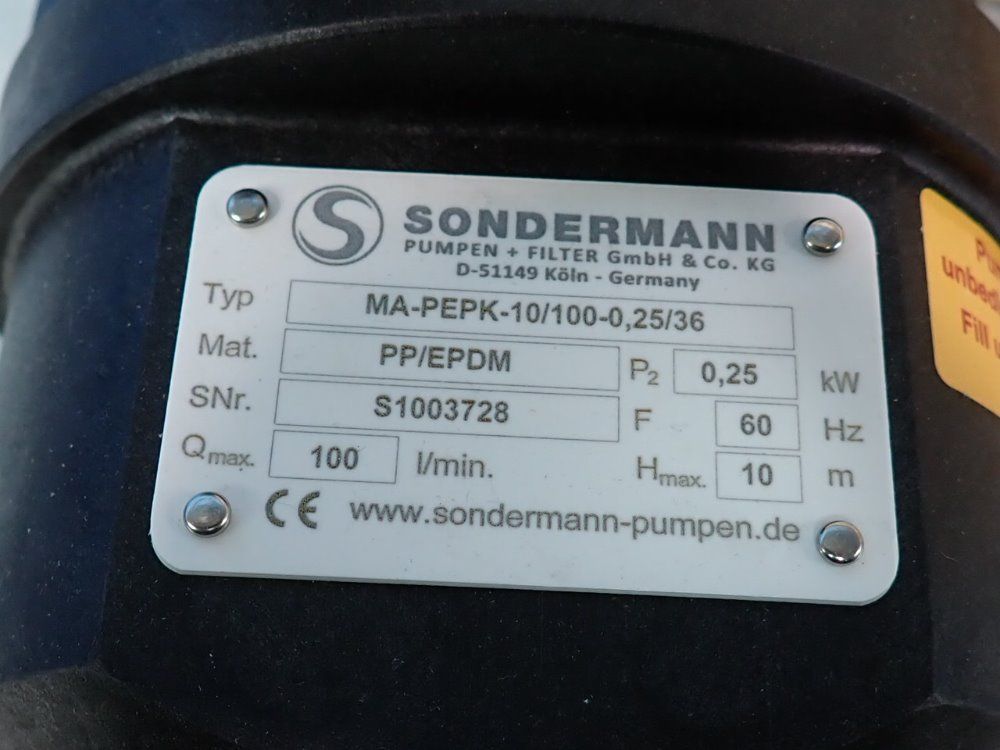 S SONDERMANN
PUMPEN + FILTER GmbH & Co. KG
D-51149 Köln - Germany
Typ MA-PEPK-10/100-0,25/36
Mat. PP/EPDM P2 0,25 kW
SNr. S1003728 F 60 Hz
Qmax. 100 l/min. Hmax. 10 m
CE www.sondermann-pumpen.de
Fill